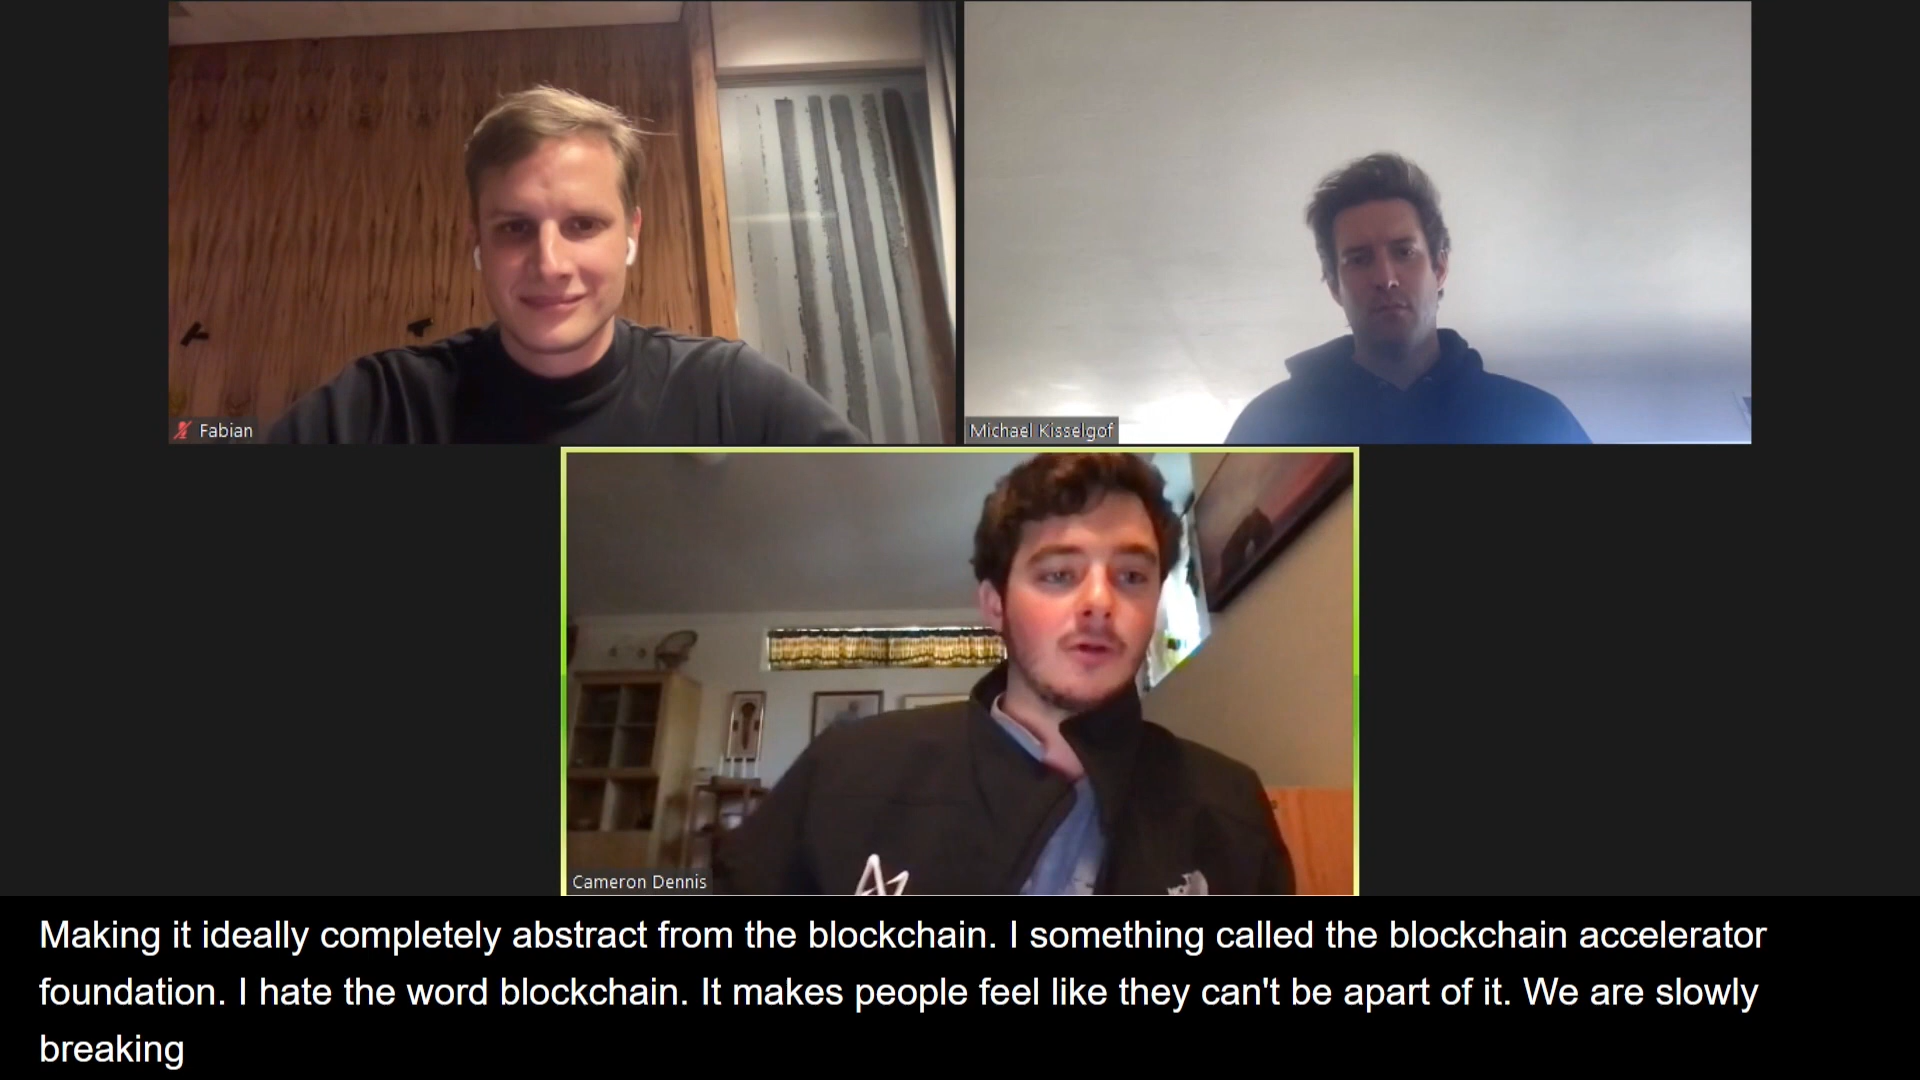 Fabian
Michael Kisselgof
Cameron Dennis
Making it ideally completely abstract from the blockchain. I something called the blockchain accelerator
foundation. I hate the word blockchain. It makes people feel like they can't be apart of it. We are slowly
breaking